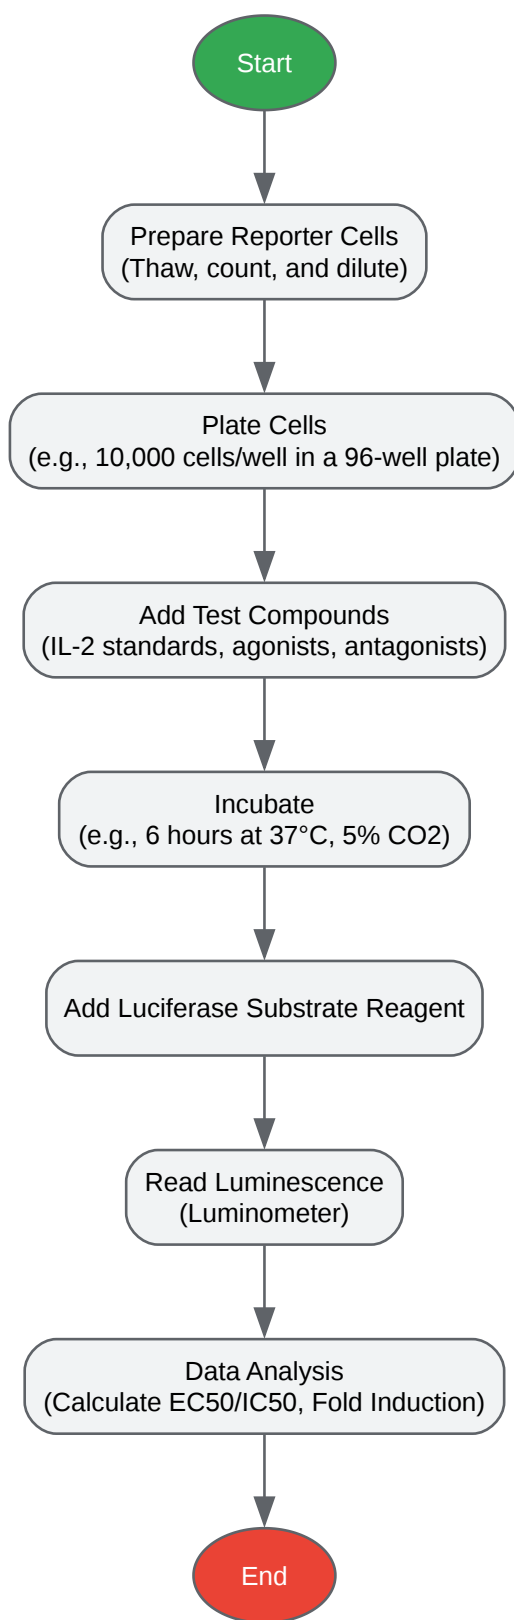 Start
Prepare Reporter Cells
(Thaw, count, and dilute)
Plate Cells
(e.g., 10,000 cells/well in a 96-well plate)
Add Test Compounds
(IL-2 standards, agonists, antagonists)
Incubate
(e.g., 6 hours at 37°C, 5% CO2)
Add Luciferase Substrate Reagent
Read Luminescence
(Luminometer)
Data Analysis
(Calculate EC50/IC50, Fold Induction)
End